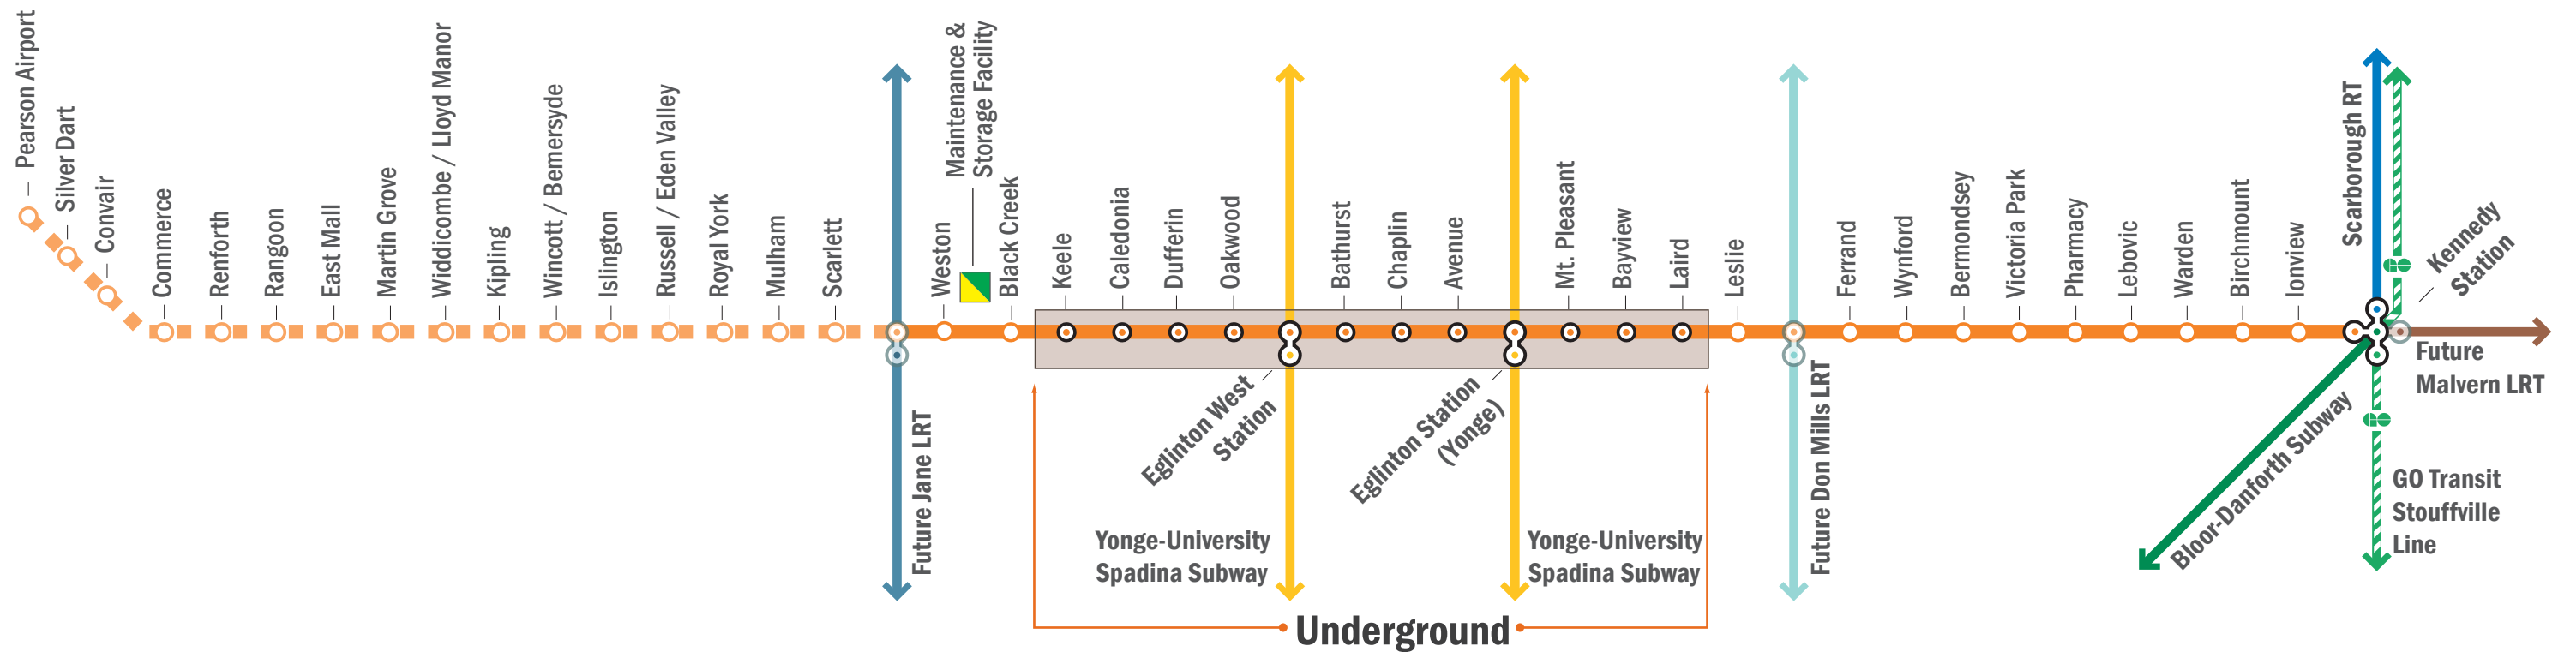 Pearson Airport
Silver Dart
Convair
Commerce
Renforth
Rangoon
East Mall
Martin Grove
Widdicombe / Lloyd Manor
Kipling
Wincott / Bemersyde
Islington
Russell / Eden Valley
Royal York
Mulham
Scarlett
Future Jane LRT
Weston
Maintenance &
Storage Facility
Black Creek
Keele
Caledonia
Dufferin
Oakwood
Eglinton West
Station
Yonge-University
Spadina Subway
Bathurst
Chaplin
Avenue
Eglinton Station
(Yonge)
Yonge-University
Spadina Subway
Mt. Pleasant
Bayview
Laird
Underground
Leslie
Future Don Mills LRT
Ferrand
Wynford
Bermondsey
Victoria Park
Pharmacy
Lebovic
Warden
Birchmount
Ionview
Scarborough RT
GO
Kennedy
Station
Future
Malvern LRT
Bloor-Danforth Subway
GO
GO Transit
Stouffville
Line